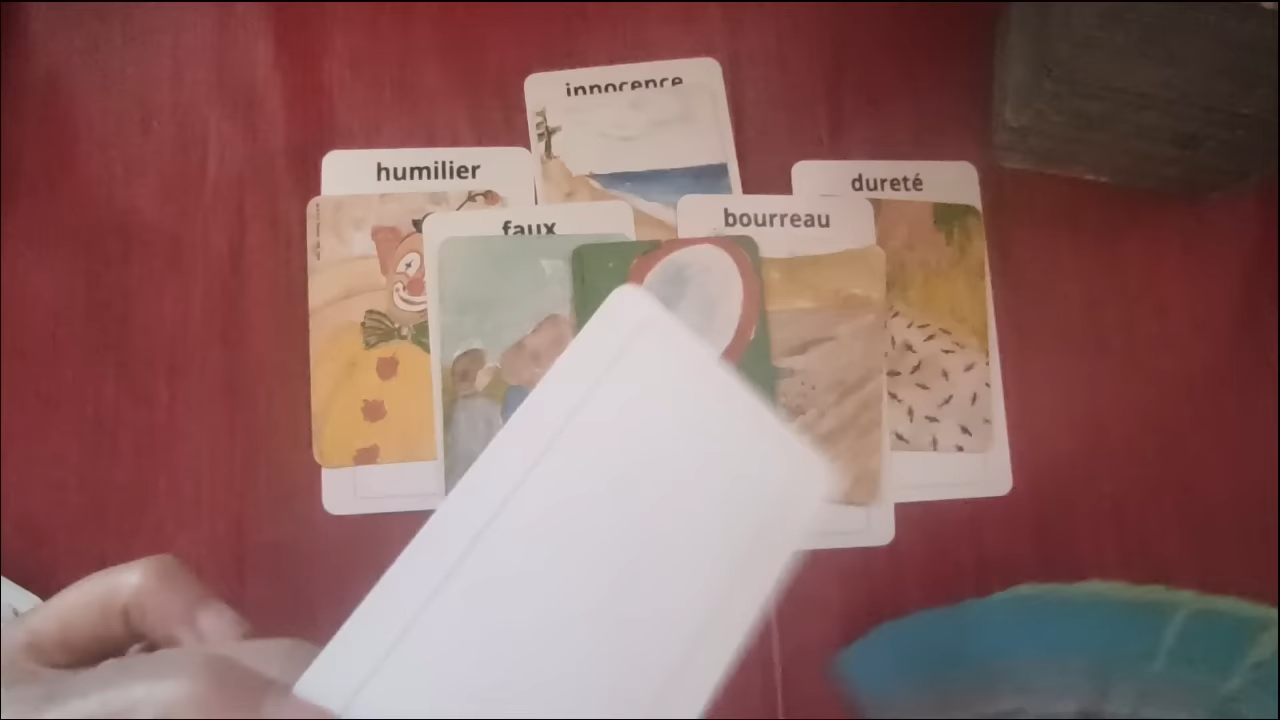 innocence
humilier
dureté
faux
bourreau